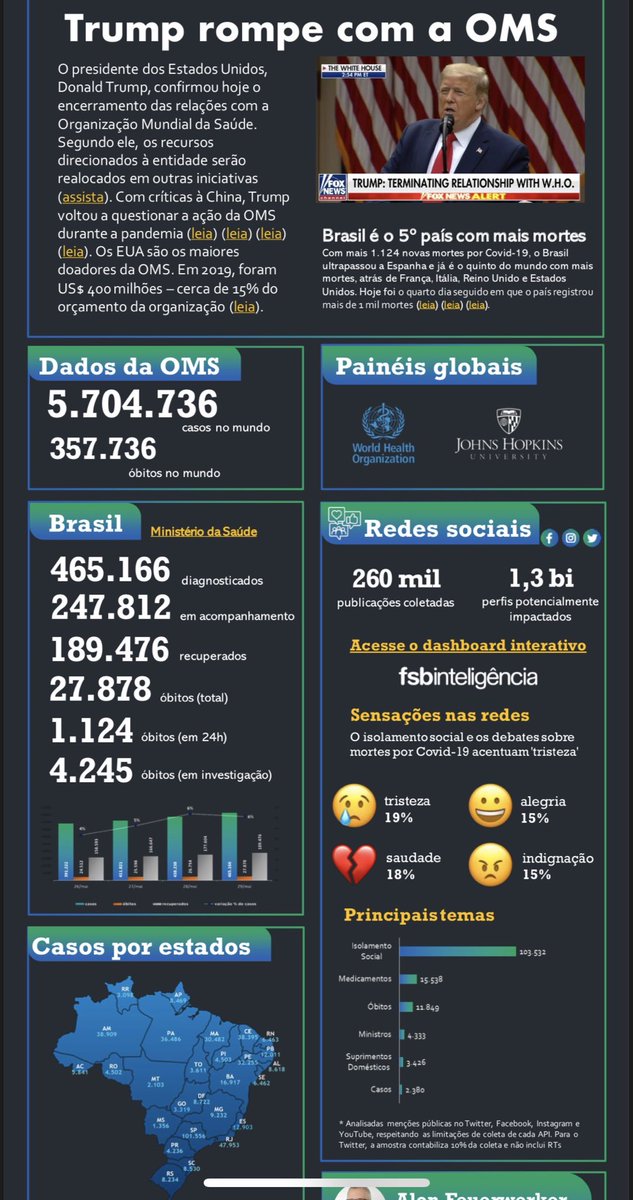 Trump rompe com a OMS
O presidente dos Estados Unidos,
Donald Trump, confirmou hoje o
encerramento das relações com a
Organização Mundial da Saúde.
Segundo ele, os recursos
direcionados à entidade serão
realocados em outras iniciativas
(assista). Com críticas à China, Trump
voltou a questionar a ação da OMS
durante a pandemia (leia) (leia) (leia)
(leia). Os EUA são os maiores
doadores da OMS. Em 2019, foram
US$ 400 milhões – cerca de 15% do
orçamento da organização (leia).
THE WHITE HOUSE
2:54 PM ET
FOX
NEWS
channel
TRUMP: TERMINATING RELATIONSHIP WITH W.H.O.
FOX NEWS ALERT
Brasil é o 5º país com mais mortes
Com mais 1.124 novas mortes por Covid-19, o Brasil
ultrapassou a Espanha e já é o quinto do mundo com mais
mortes, atrás de França, Itália, Reino Unido e Estados
Unidos. Hoje foi o quarto dia seguido em que o país registrou
mais de 1 mil mortes (leia) (leia) (leia).
Dados da OMS
5.704.736
casos no mundo
357.736
óbitos no mundo
Painéis globais
World Health
Organization
JOHNS HOPKINS
UNIVERSITY
Brasil
Ministério da Saúde
465.166 diagnosticados
247.812 em acompanhamento
189.476 recuperados
27.878 óbitos (total)
1.124 óbitos (em 24h)
4.245 óbitos (em investigação)
4%
5%
6%
6%
26/mai
27/mai
28/mai
29/mai
casos
óbitos
recuperados
variação % de casos
Casos por estados
RR
AP
8.469
AM
38.909
PA
36.486
MA
30.482
CE
38.395
RN
PB
PI
4.503
PE
32.255
AL
8.618
AC
RO
4.502
TO
3.611
SE
6.462
BA
16.917
MT
2.103
DF
8.722
GO
3.319
MG
9.232
ES
MS
1.356
SP
101.556
RJ
47.953
PR
4.236
SC
8.530
RS
8.234
Redes sociais
260 mil
publicações coletadas
1,3 bi
perfis potencialmente
impactados
Acesse o dashboard interativo
fsbinteligência
Sensações nas redes
O isolamento social e os debates sobre
mortes por Covid-19 acentuam 'tristeza'
tristeza
19%
alegria
15%
saudade
18%
indignação
15%
Principais temas
Isolamento
Social
103.532
Medicamentos
15.538
Óbitos
11.849
Ministros
4.333
Suprimentos
Domésticos
3.426
Casos
2.380
* Analisadas menções públicas no Twitter, Facebook, Instagram e
YouTube, respeitando as limitações de coleta de cada API. Para o
Twitter, a amostra contabiliza 10% da coleta e não inclui RTs
Alon Feuerwerker